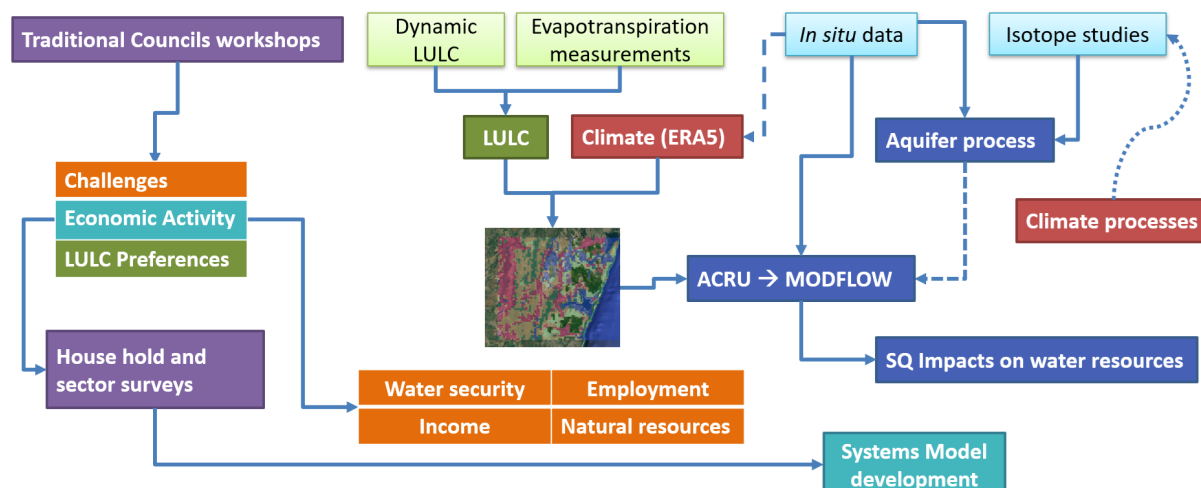 Traditional Councils workshops
Dynamic
LULC
Evapotranspiration
measurements
In situ data
Isotope studies
LULC
Climate (ERA5)
Aquifer process
Challenges
Economic Activity
LULC Preferences
Climate processes
ACRU → MODFLOW
House hold and
sector surveys
SQ Impacts on water resources
Water security
Employment
Income
Natural resources
Systems Model
development